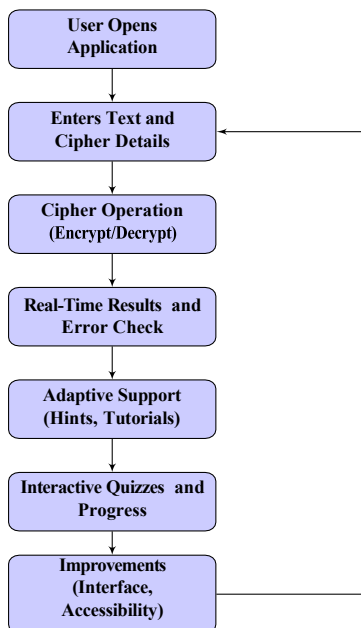 User Opens
Application
Enters Text and
Cipher Details
Cipher Operation
(Encrypt/Decrypt)
Real-Time Results and
Error Check
Adaptive Support
(Hints, Tutorials)
Interactive Quizzes and
Progress
Improvements
(Interface,
Accessibility)